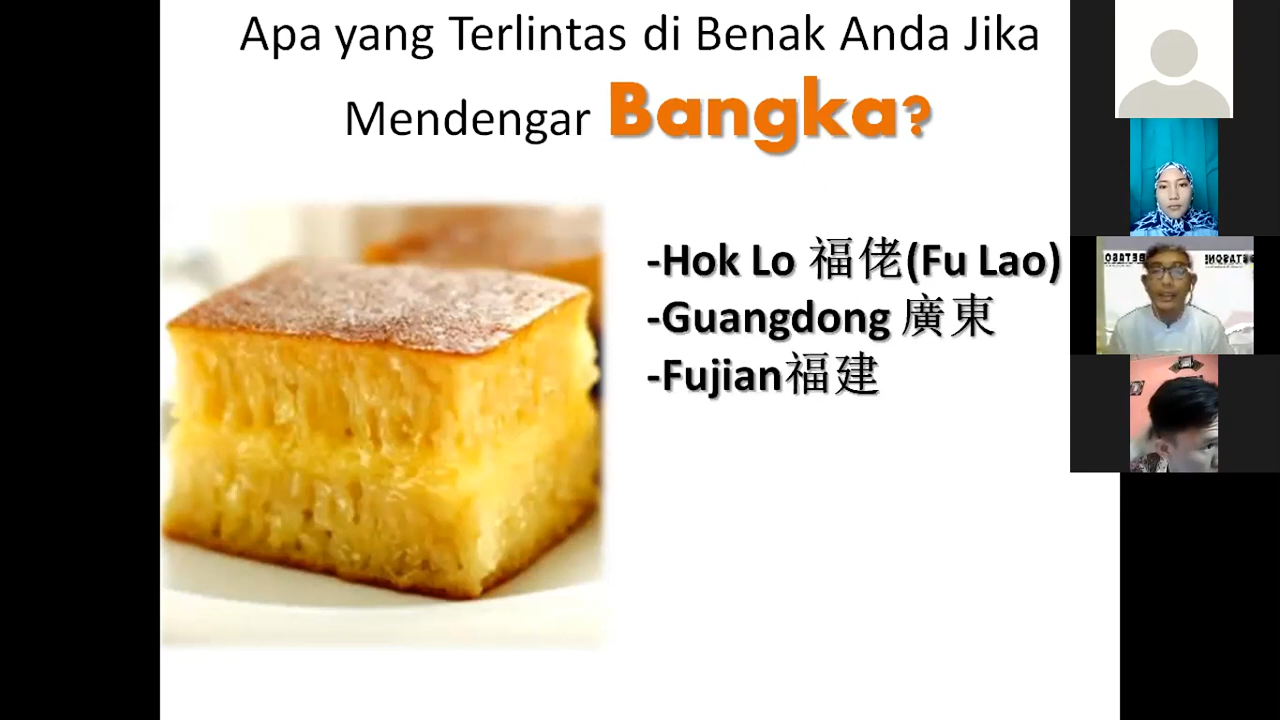 Apa yang Terlintas di Benak Anda Jika
Mendengar Bangka?
-Hok Lo 福佬(Fu Lao)
-Guangdong 廣東
-Fujian福建